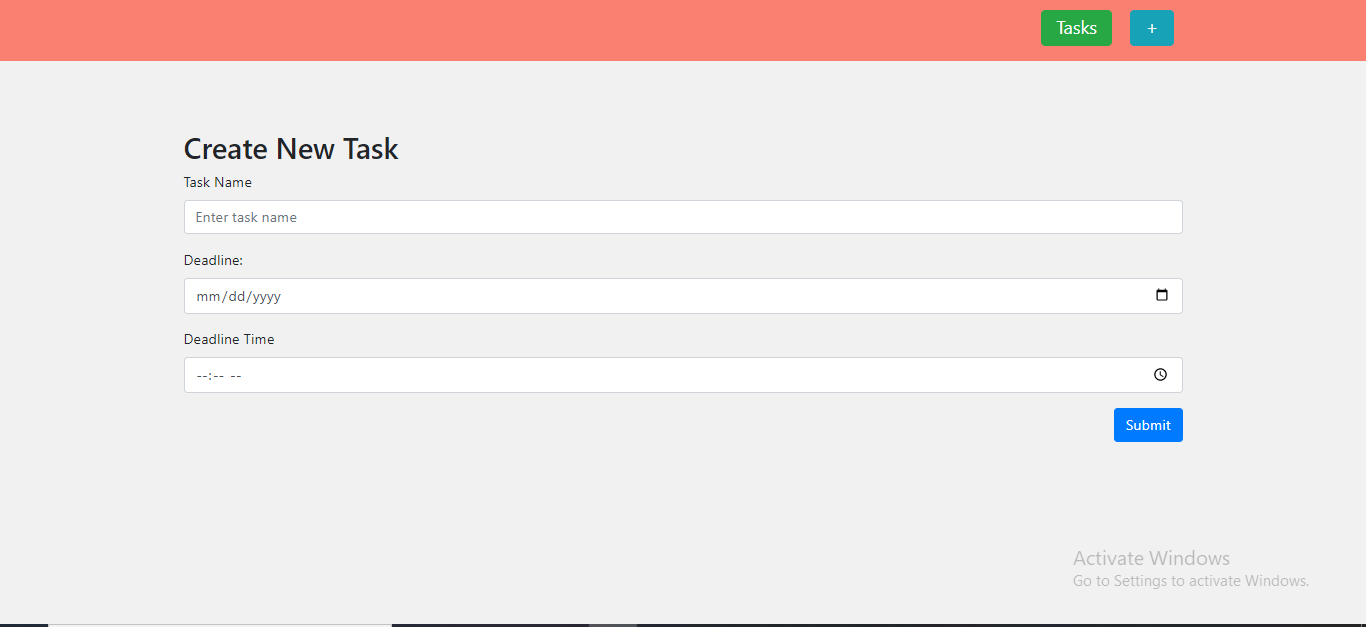 Tasks +
Create New Task
Task Name
Enter task name
Deadline:
mm/dd/yyyy
Deadline Time
--:-- --
Submit
Activate Windows
Go to Settings to activate Windows.